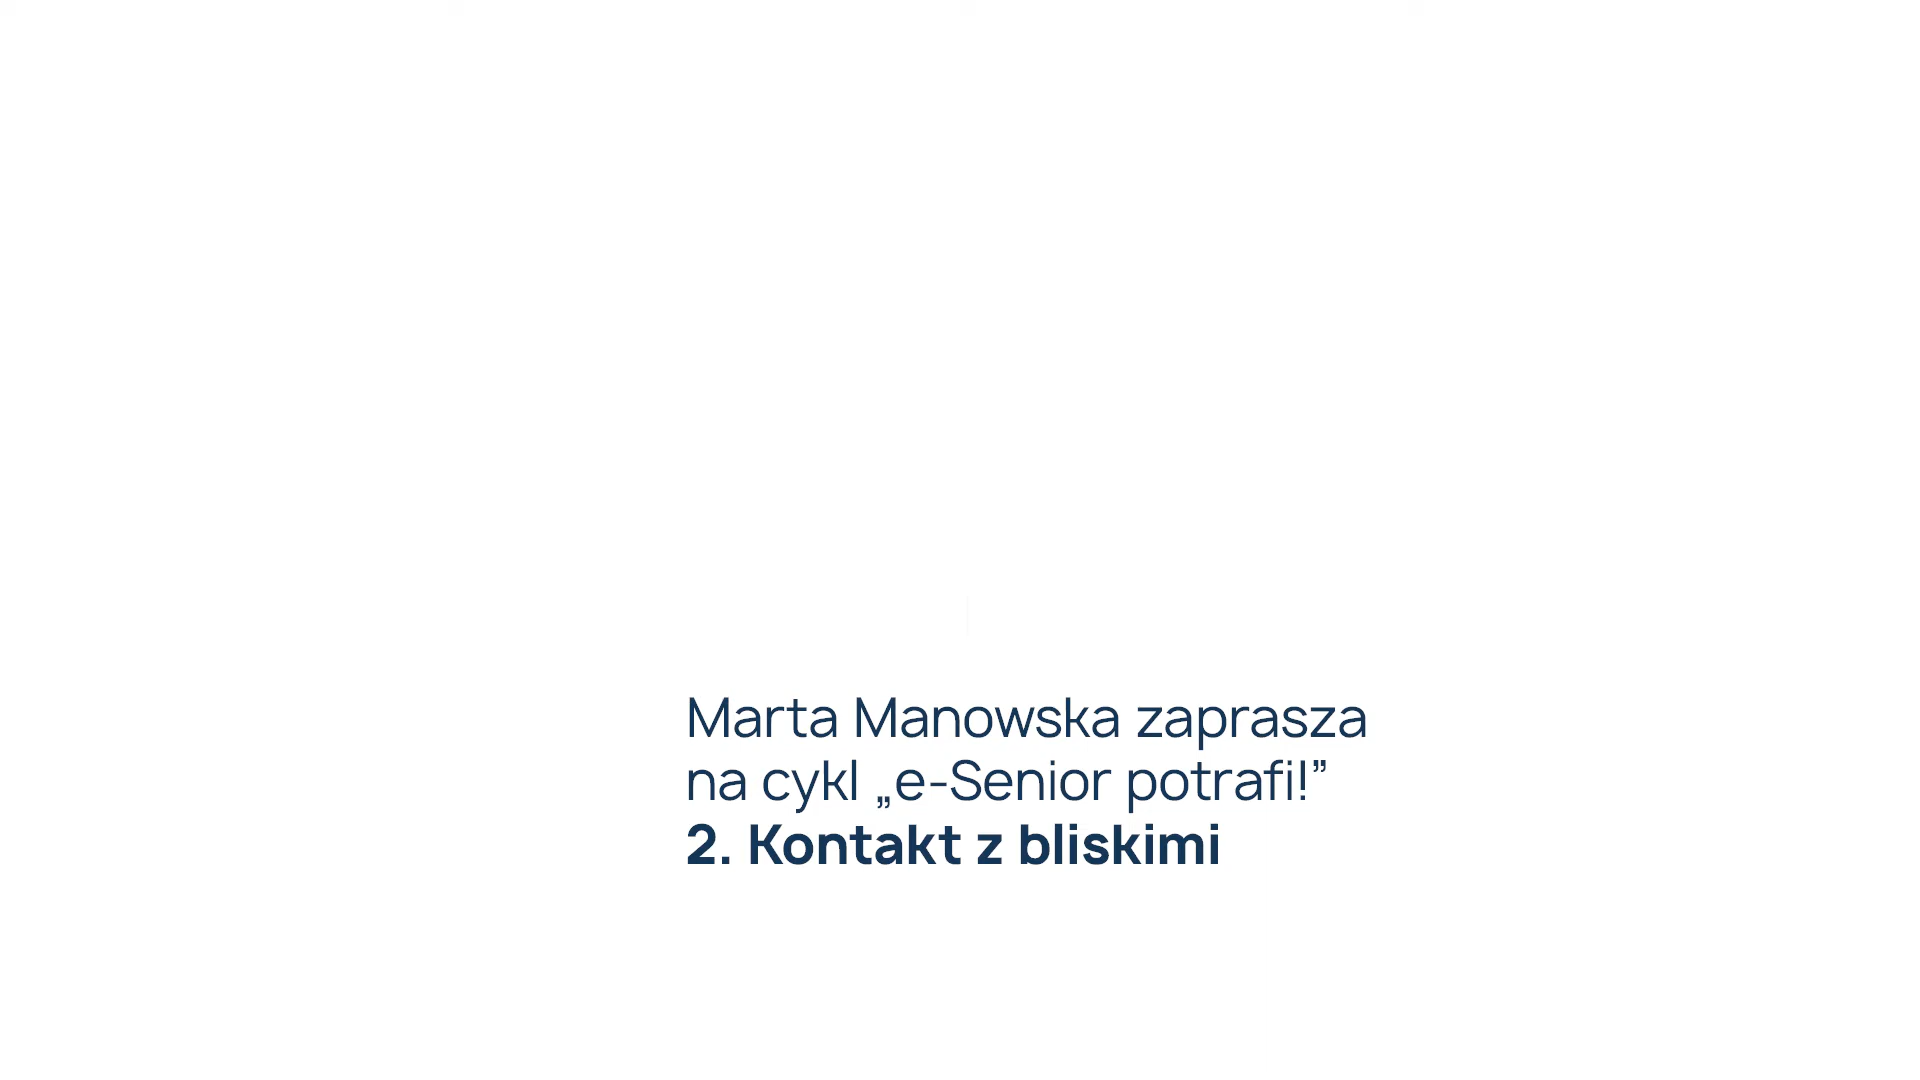 Marta Manowska zaprasza
na cykl „e-Senior potrafi!”
2. Kontakt z bliskimi